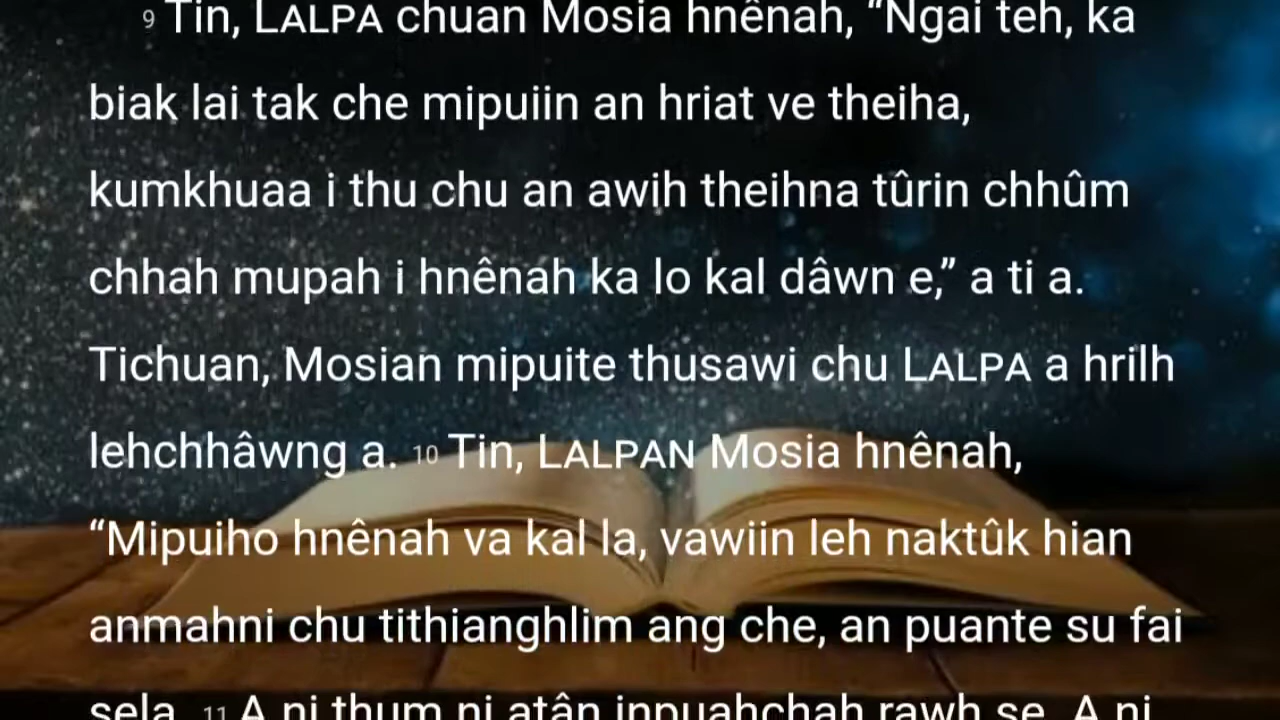 9 Tin, LALPA chuan Mosia hnênah, “Ngai teh, ka
biak lai tak che mipuiin an hriat ve theiha,
kumkhuaa i thu chu an awih theihna tûrin chhûm
chhah mupah i hnênah ka lo kal dâwn e,” a ti a.
Tichuan, Mosian mipuite thusawi chu LALPA a hrilh
lehchhâwng a. 10 Tin, LALPAN Mosia hnênah,
“Mipuiho hnênah va kal la, vawiin leh naktûk hian
anmahni chu tithianghlim ang che, an puante su fai
sela. 11 A ni thum ni atân inpuahchah rawh se. A ni